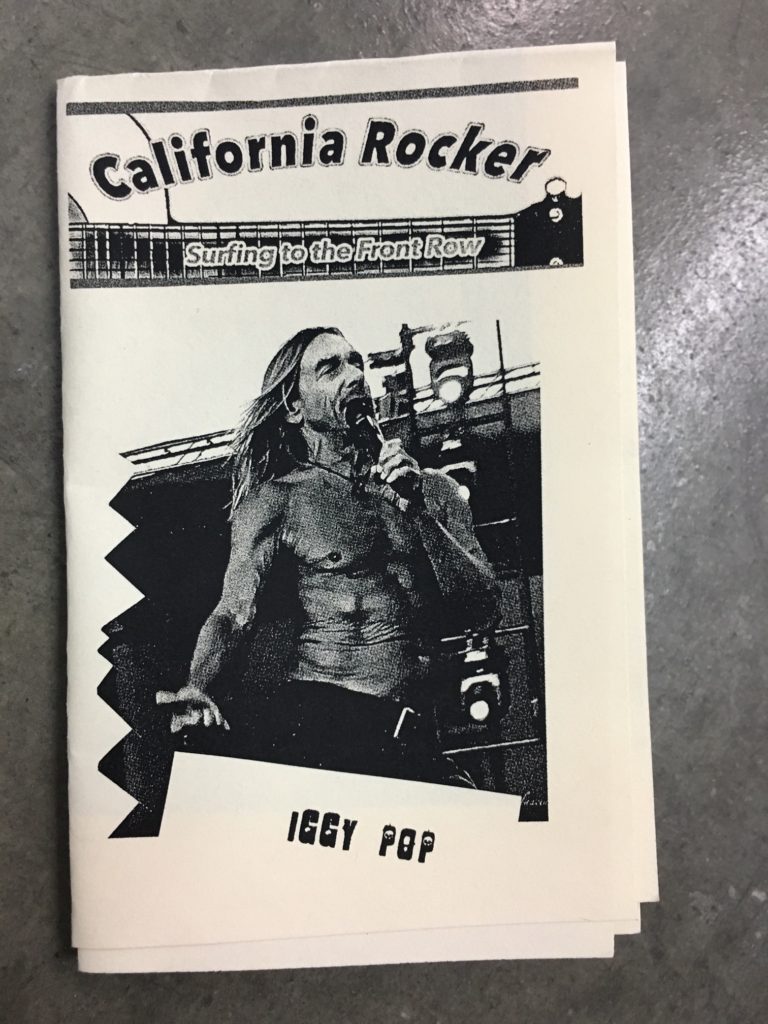 California Rocker
Surfing to the Front Row
IGGY POP